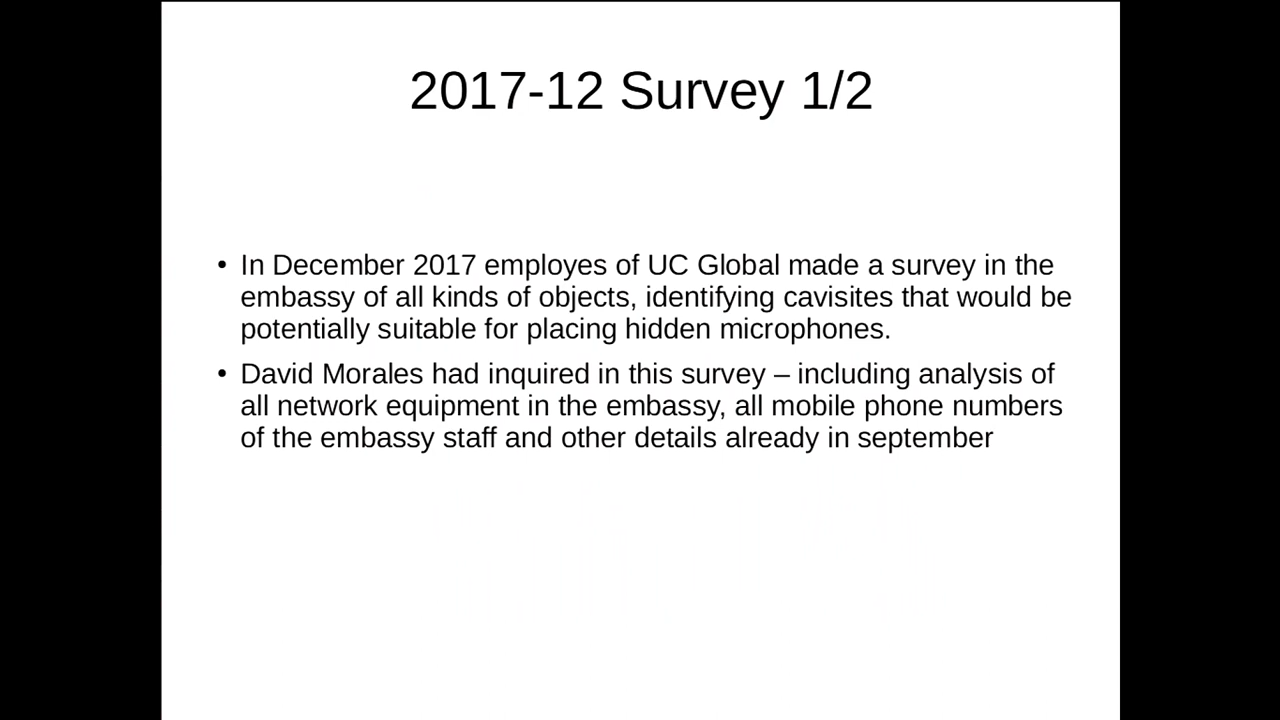 2017-12 Survey 1/2
• In December 2017 employes of UC Global made a survey in the
embassy of all kinds of objects, identifying cavisites that would be
potentially suitable for placing hidden microphones.
• David Morales had inquired in this survey – including analysis of
all network equipment in the embassy, all mobile phone numbers
of the embassy staff and other details already in september